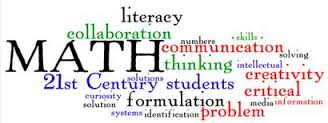 literacy
collaboration numbers skills
MATH communication solving
thinking intellectual
21st Century students solutions creativity
curiosity formulation critical
solution media information
systems identification problem